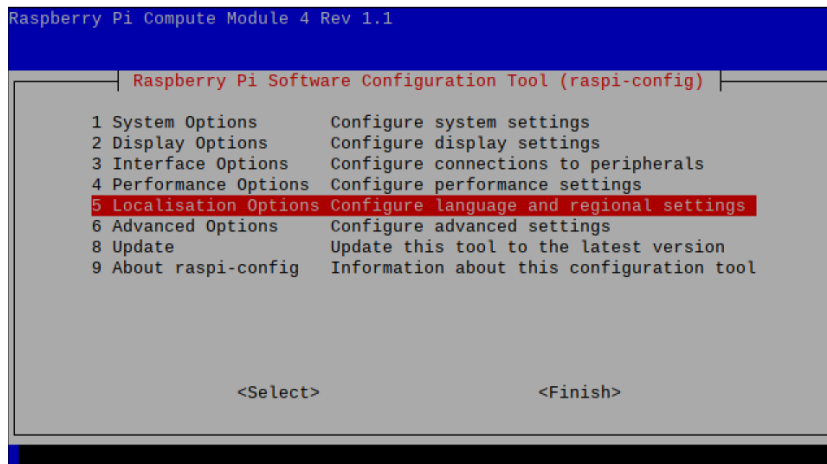 Raspberry Pi Compute Module 4 Rev 1.1
Raspberry Pi Software Configuration Tool (raspi-config)
1 System Options Configure system settings
2 Display Options Configure display settings
3 Interface Options Configure connections to peripherals
4 Performance Options Configure performance settings
5 Localisation Options Configure language and regional settings
6 Advanced Options Configure advanced settings
8 Update Update this tool to the latest version
9 About raspi-config Information about this configuration tool
<Select> <Finish>